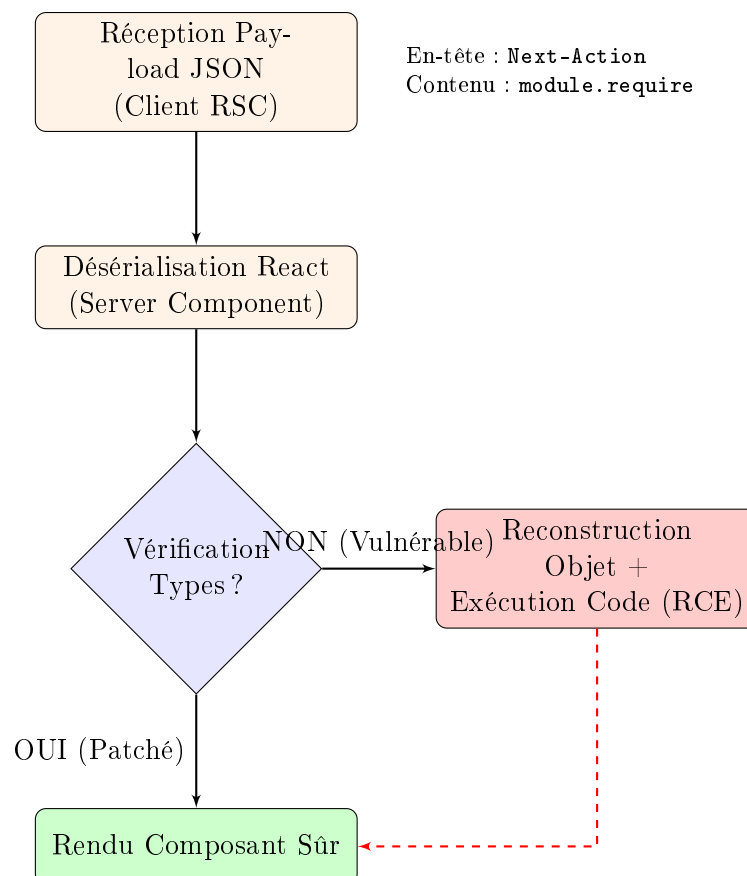 Réception Pay-
load JSON
(Client RSC)
En-tête : Next-Action
Contenu : module.require
Désérialisation React
(Server Component)
Vérification
Types ?
NON (Vulnérable)
Reconstruction
Objet +
Exécution Code (RCE)
OUI (Patché)
Rendu Composant Sûr